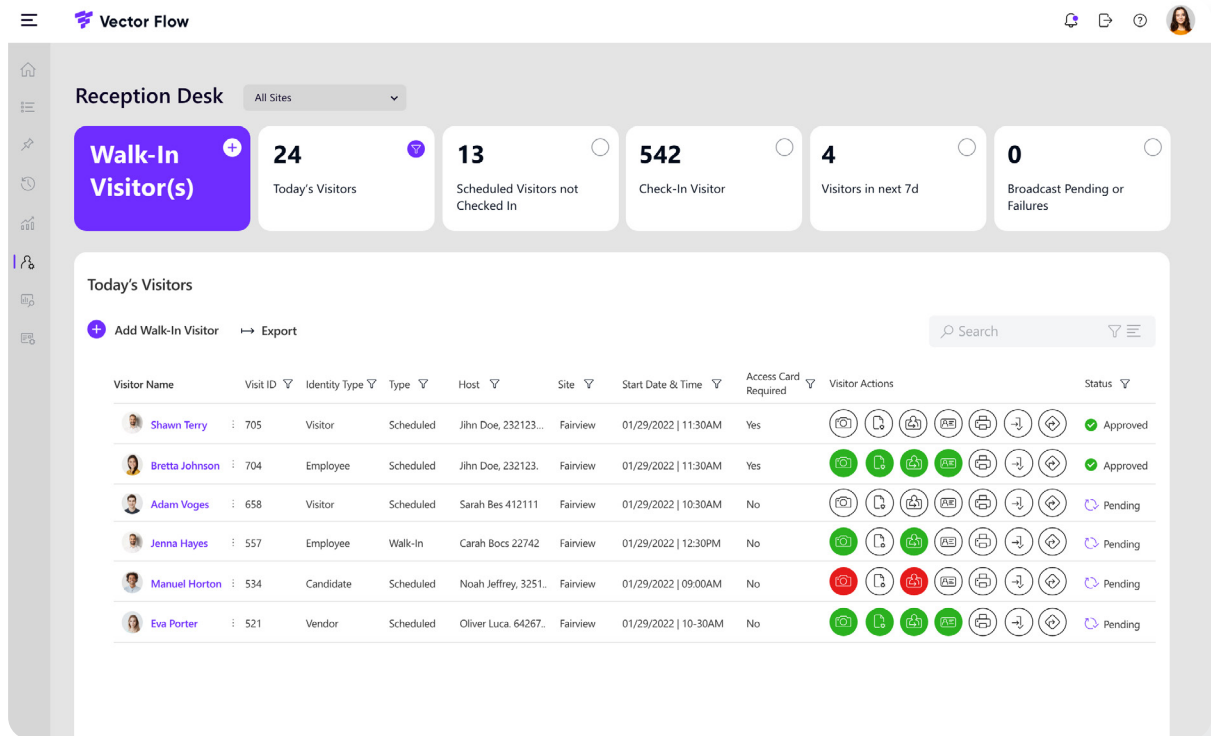 Vector Flow
Reception Desk
All Sites
Walk-In
Visitor(s)
24
Today's Visitors
13
Scheduled Visitors not
Checked In
542
Check-In Visitor
4
Visitors in next 7d
0
Broadcast Pending or
Failures
Today's Visitors
Add Walk-In Visitor Export
Search
Visitor Name Visit ID Identity Type Type Host Site Start Date & Time Access Card Required Visitor Actions Status
Shawn Terry 705 Visitor Scheduled Jihn Doe, 232123... Fairview 01/29/2022 | 11:30AM Yes Approved
Bretta Johnson 704 Employee Scheduled Jihn Doe, 232123. Fairview 01/29/2022 | 11:30AM Yes Approved
Adam Voges 658 Visitor Scheduled Sarah Bes 412111 Fairview 01/29/2022 | 10:30AM No Pending
Jenna Hayes 557 Employee Walk-In Carah Bocs 22742 Fairview 01/29/2022 | 12:30PM No Pending
Manuel Horton 534 Candidate Scheduled Noah Jeffrey, 3251.. Fairview 01/29/2022 | 09:00AM No Pending
Eva Porter 521 Vendor Scheduled Oliver Luca. 64267.. Fairview 01/29/2022 | 10-30AM No Pending